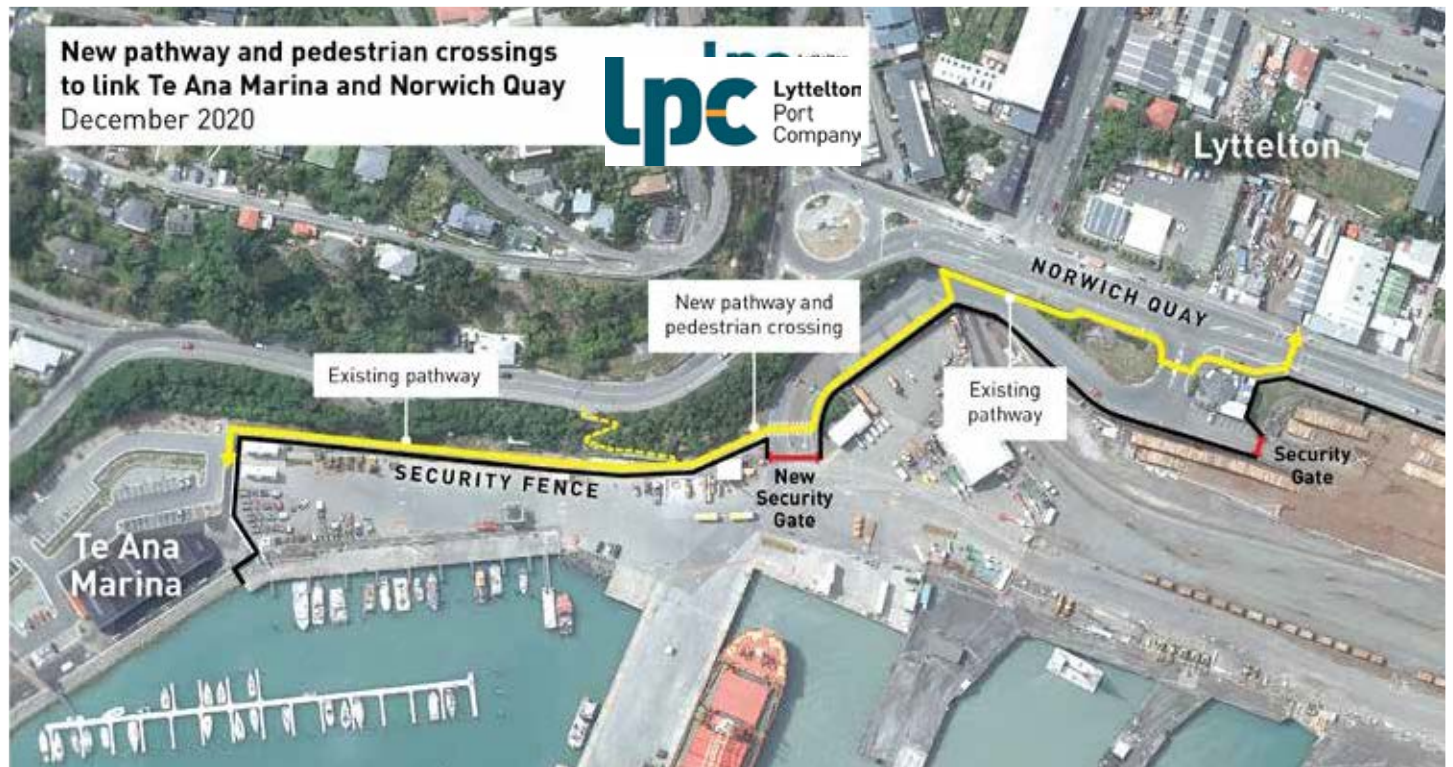 New pathway and pedestrian crossings
to link Te Ana Marina and Norwich Quay
December 2020
lpc
Lyttelton
Port
Company
Lyttelton
NORWICH QUAY
New pathway and
pedestrian crossing
Existing pathway
Existing
pathway
SECURITY FENCE
New
Security
Gate
Security
Gate
Te Ana
Marina